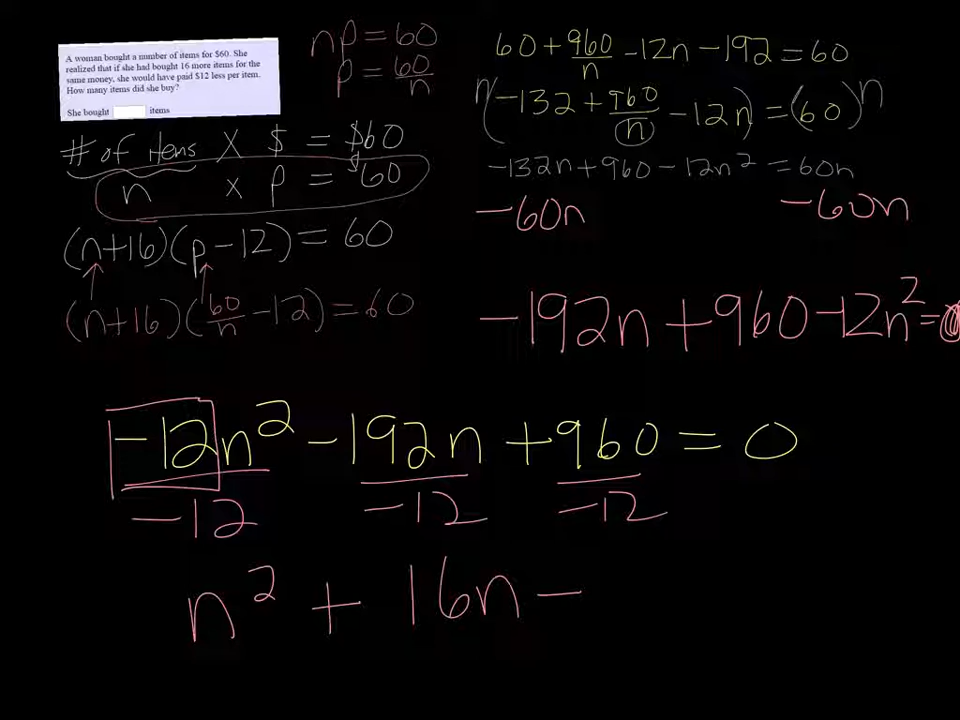 A woman bought a number of items for $60. She
realized that if she had bought 16 more items for the
same money, she would have paid $12 less per item.
How many items did she buy?
She bought items
np = 60
p = 60/n
# of items X $ = $60
n x p = $60
(n+16)(p-12) = 60
(n+16)(60/n -12) = 60
60 + 960/n -12n -192 = 60
n(-132 + 960/n -12n) = (60)n
-132n + 960 - 12n² = 60n
-60n -60n
-192n + 960 -12n² = 0
-12n² - 192n + 960 = 0
-12 -12 -12
n² + 16n -